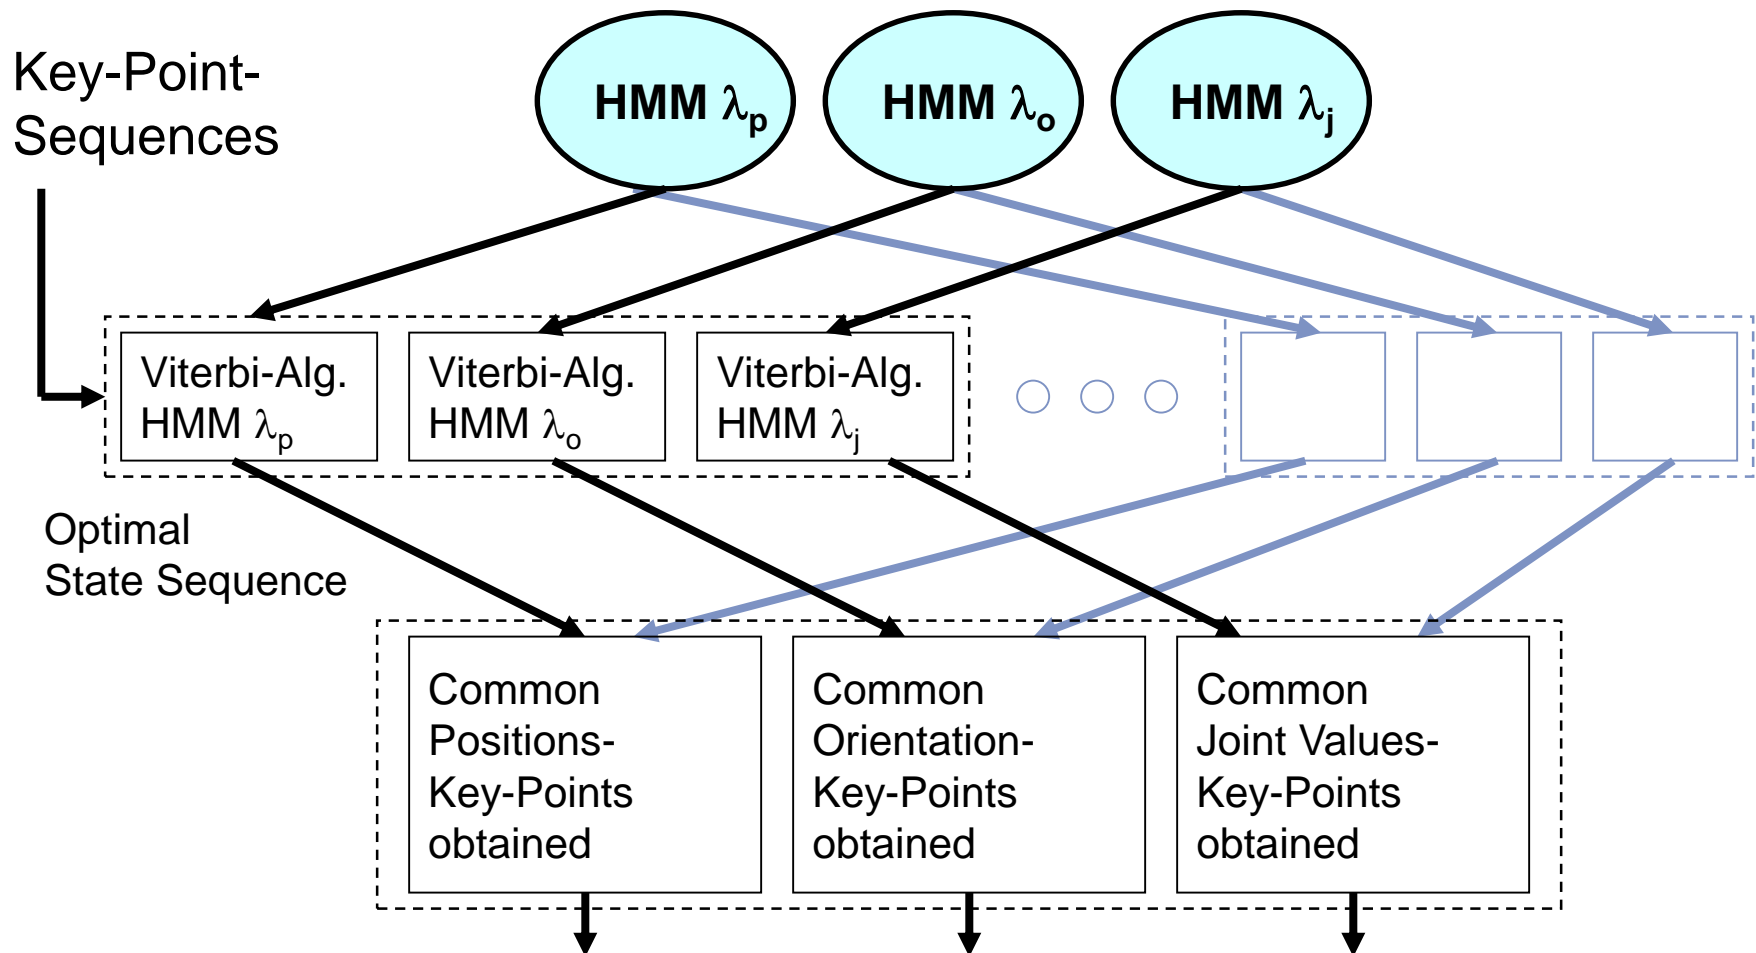 Key-Point-
Sequences
HMM λp
HMM λo
HMM λj
Viterbi-Alg.
HMM λp
Viterbi-Alg.
HMM λo
Viterbi-Alg.
HMM λj
Optimal
State Sequence
Common
Positions-
Key-Points
obtained
Common
Orientation-
Key-Points
obtained
Common
Joint Values-
Key-Points
obtained